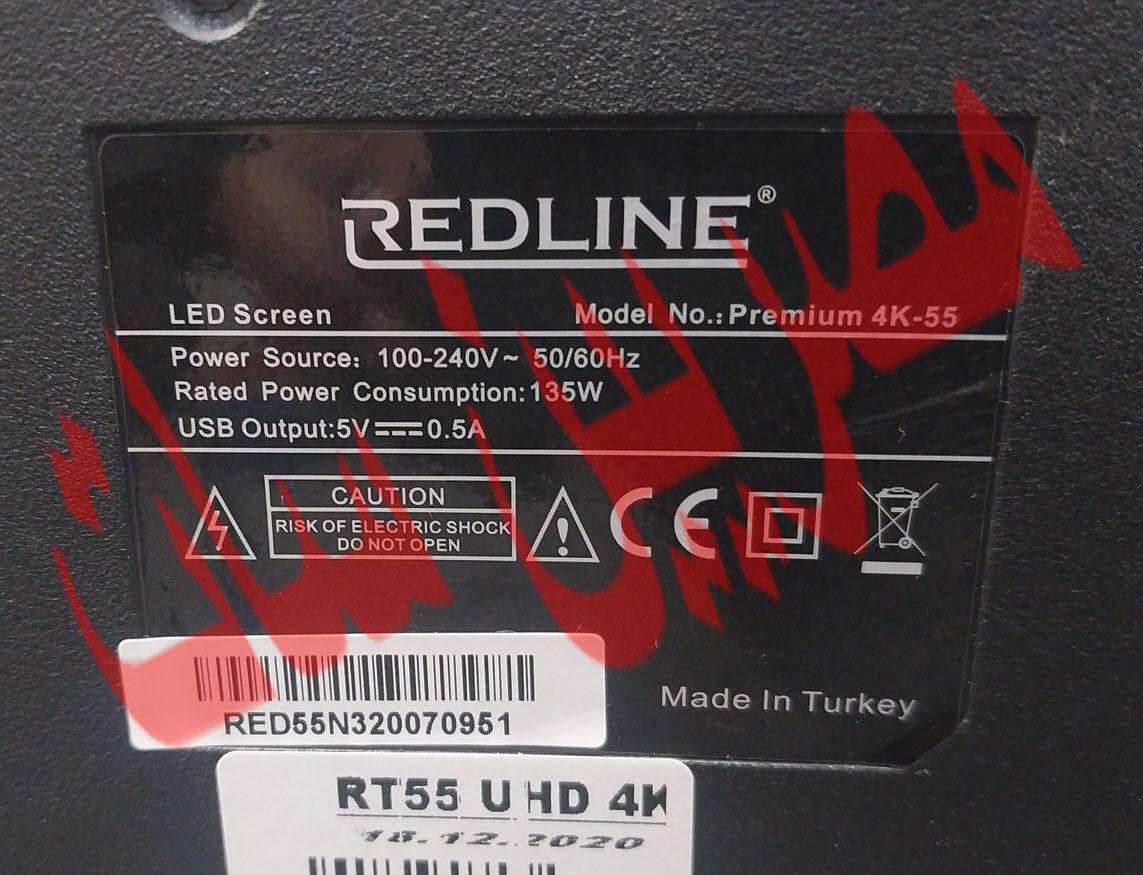 REDLINE®
LED Screen Model No.: Premium 4K-55
Power Source: 100-240V~ 50/60Hz
Rated Power Consumption:135W
USB Output:5V⎓0.5A
CAUTION
RISK OF ELECTRIC SHOCK
DO NOT OPEN
CE
Made In Turkey
RED55N320070951
RT55 UHD 4K
18.12.2020